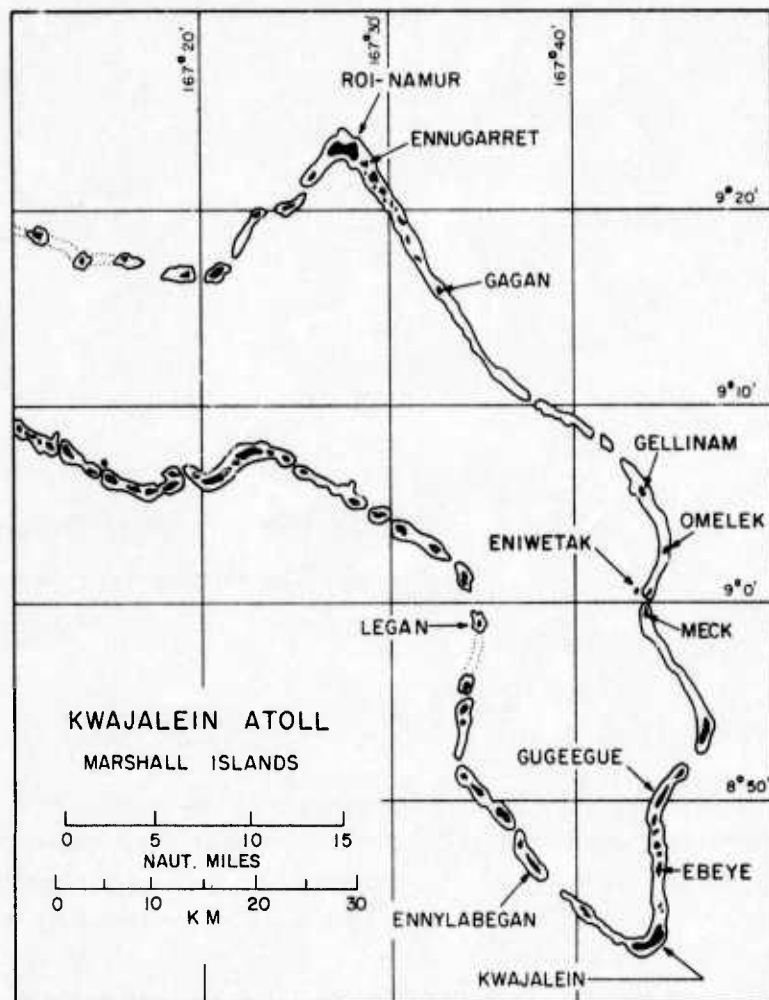 167° 20'
167° 30'
167° 40'
ROI-NAMUR
ENNUGARRET
9° 20'
GAGAN
9° 10'
GELLINAM
OMELEK
ENIWETAK
9° 0'
LEGAN
MECK
KWAJALEIN ATOLL
MARSHALL ISLANDS
GUGEEGUE
8° 50'
0 5 10 15
NAUT. MILES
EBEYE
0 10 20 30
KM
ENNYLABEGAN
KWAJALEIN